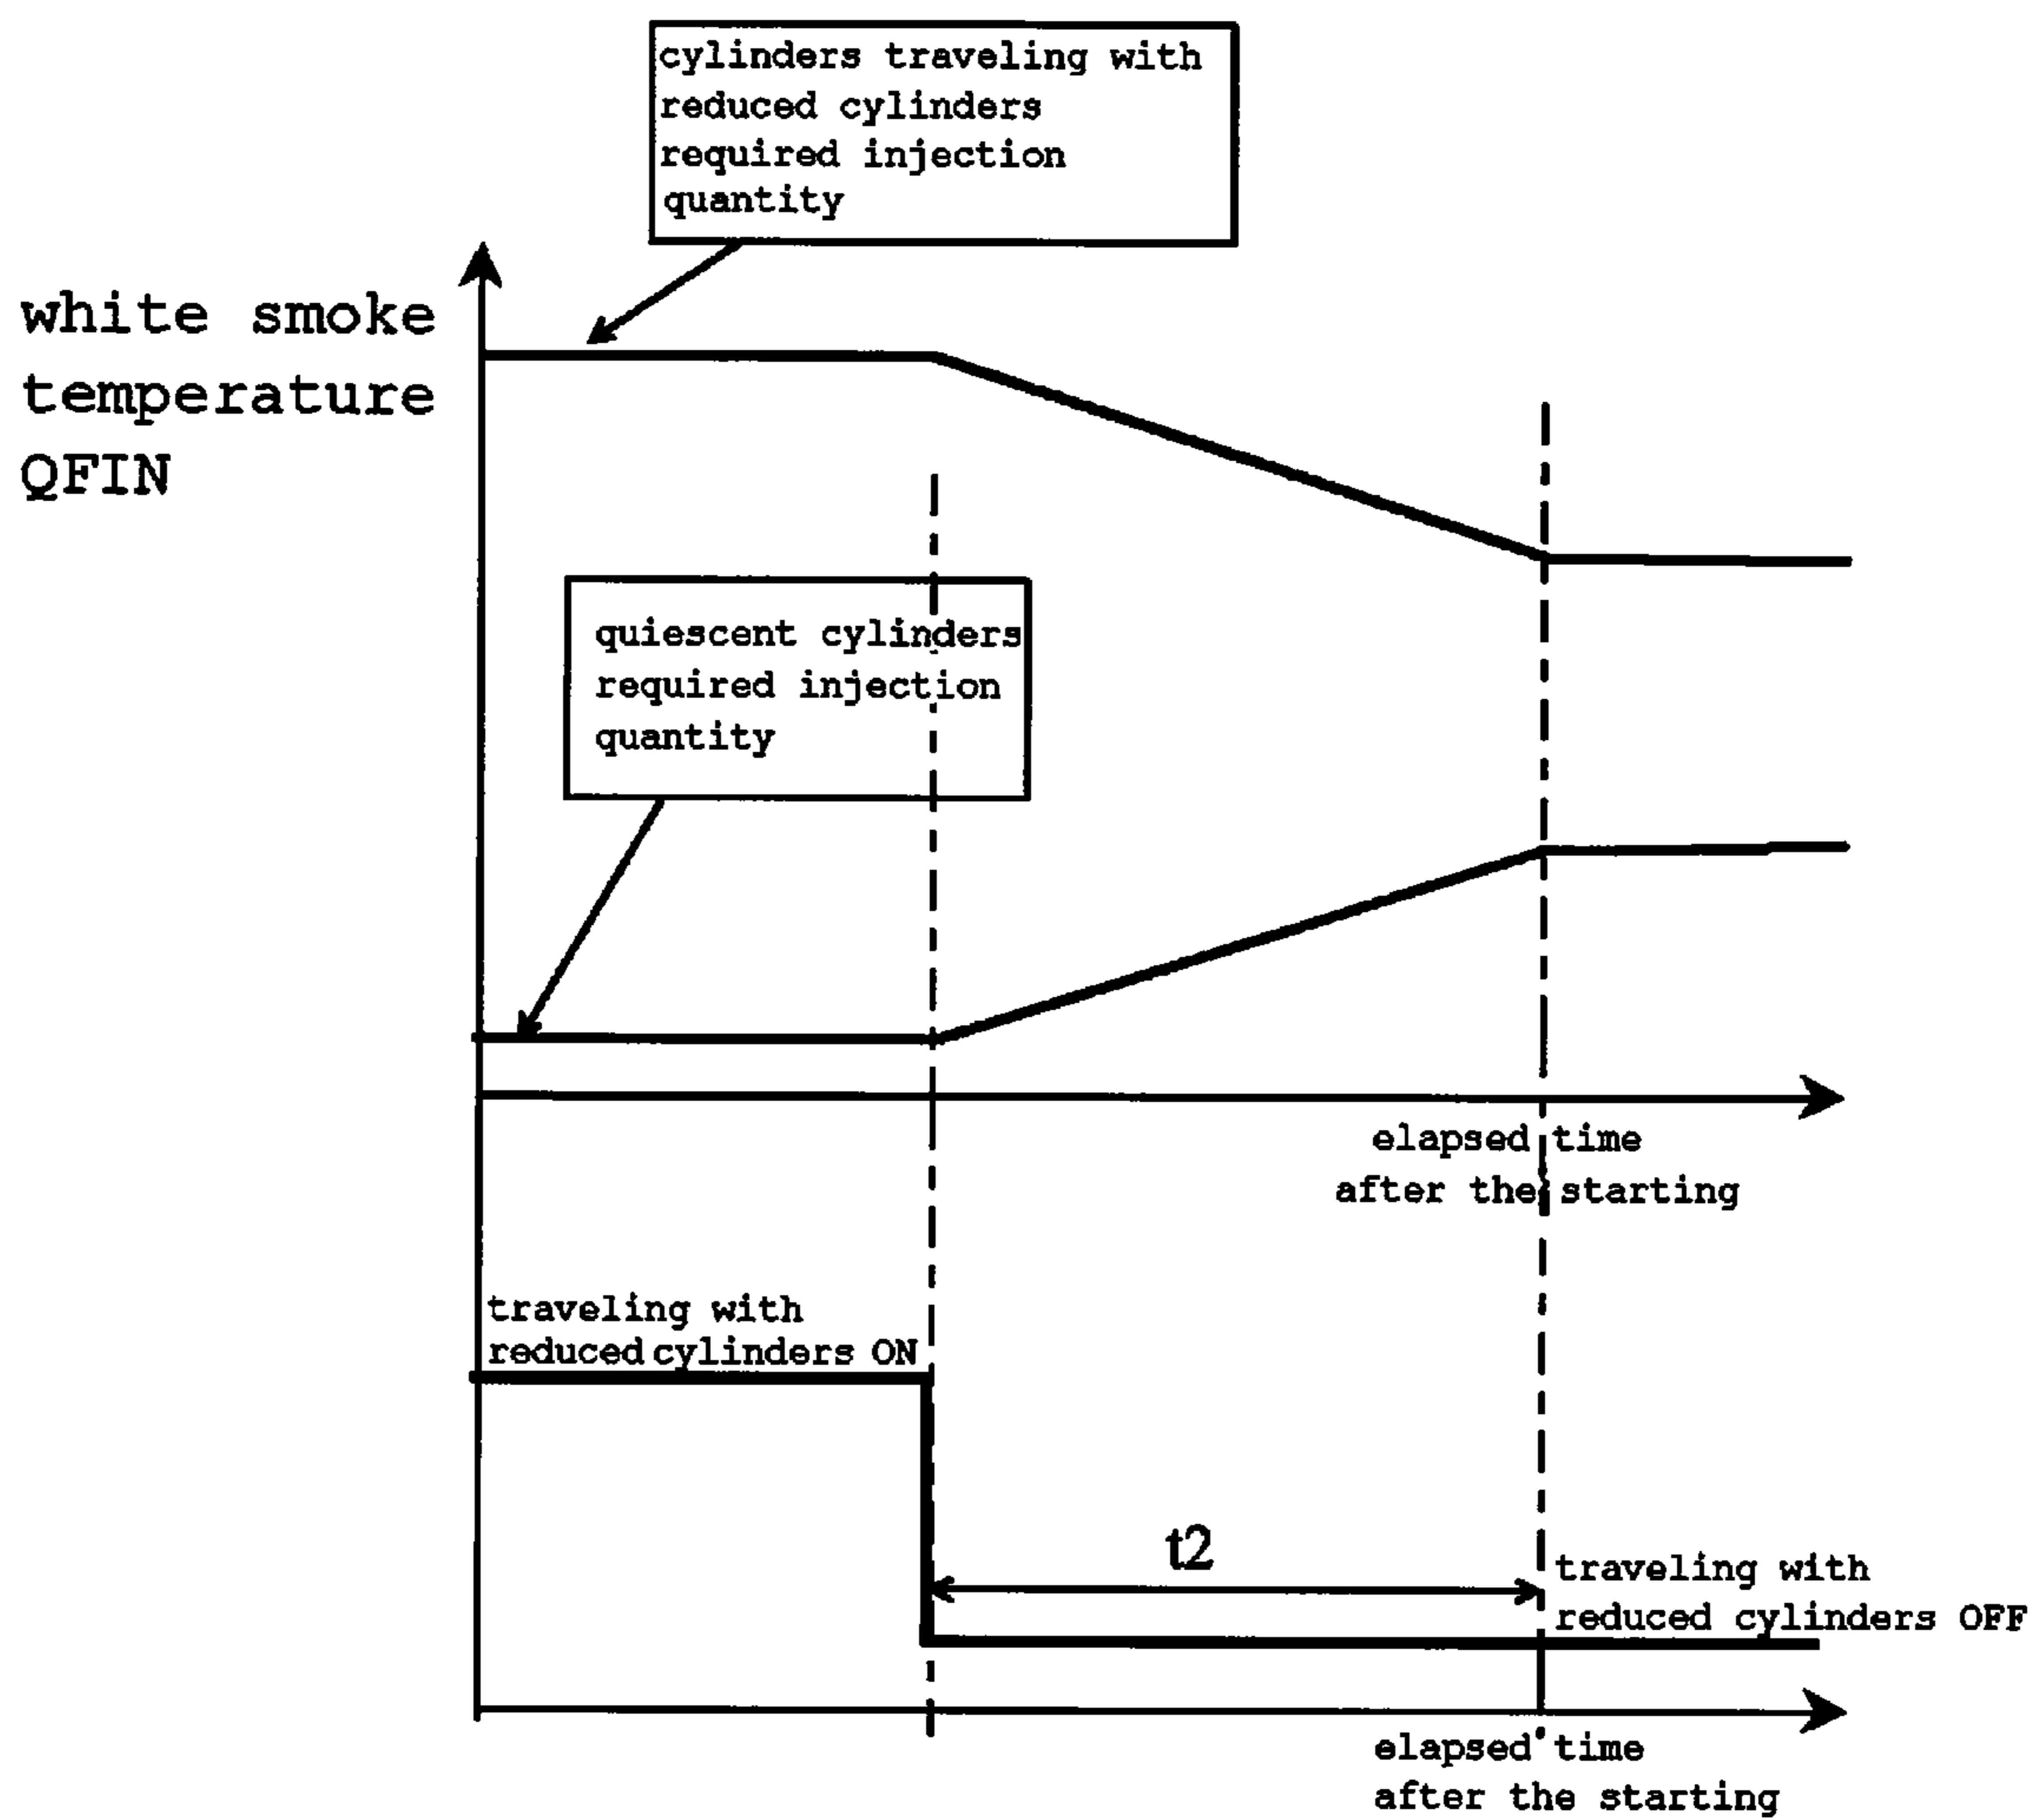 cylinders traveling with
reduced cylinders
required injection
quantity
white smoke
temperature
QFIN
quiescent cylinders
required injection
quantity
elapsed time
after the starting
traveling with
reduced cylinders ON
t2
traveling with
reduced cylinders OFF
elapsed time
after the starting